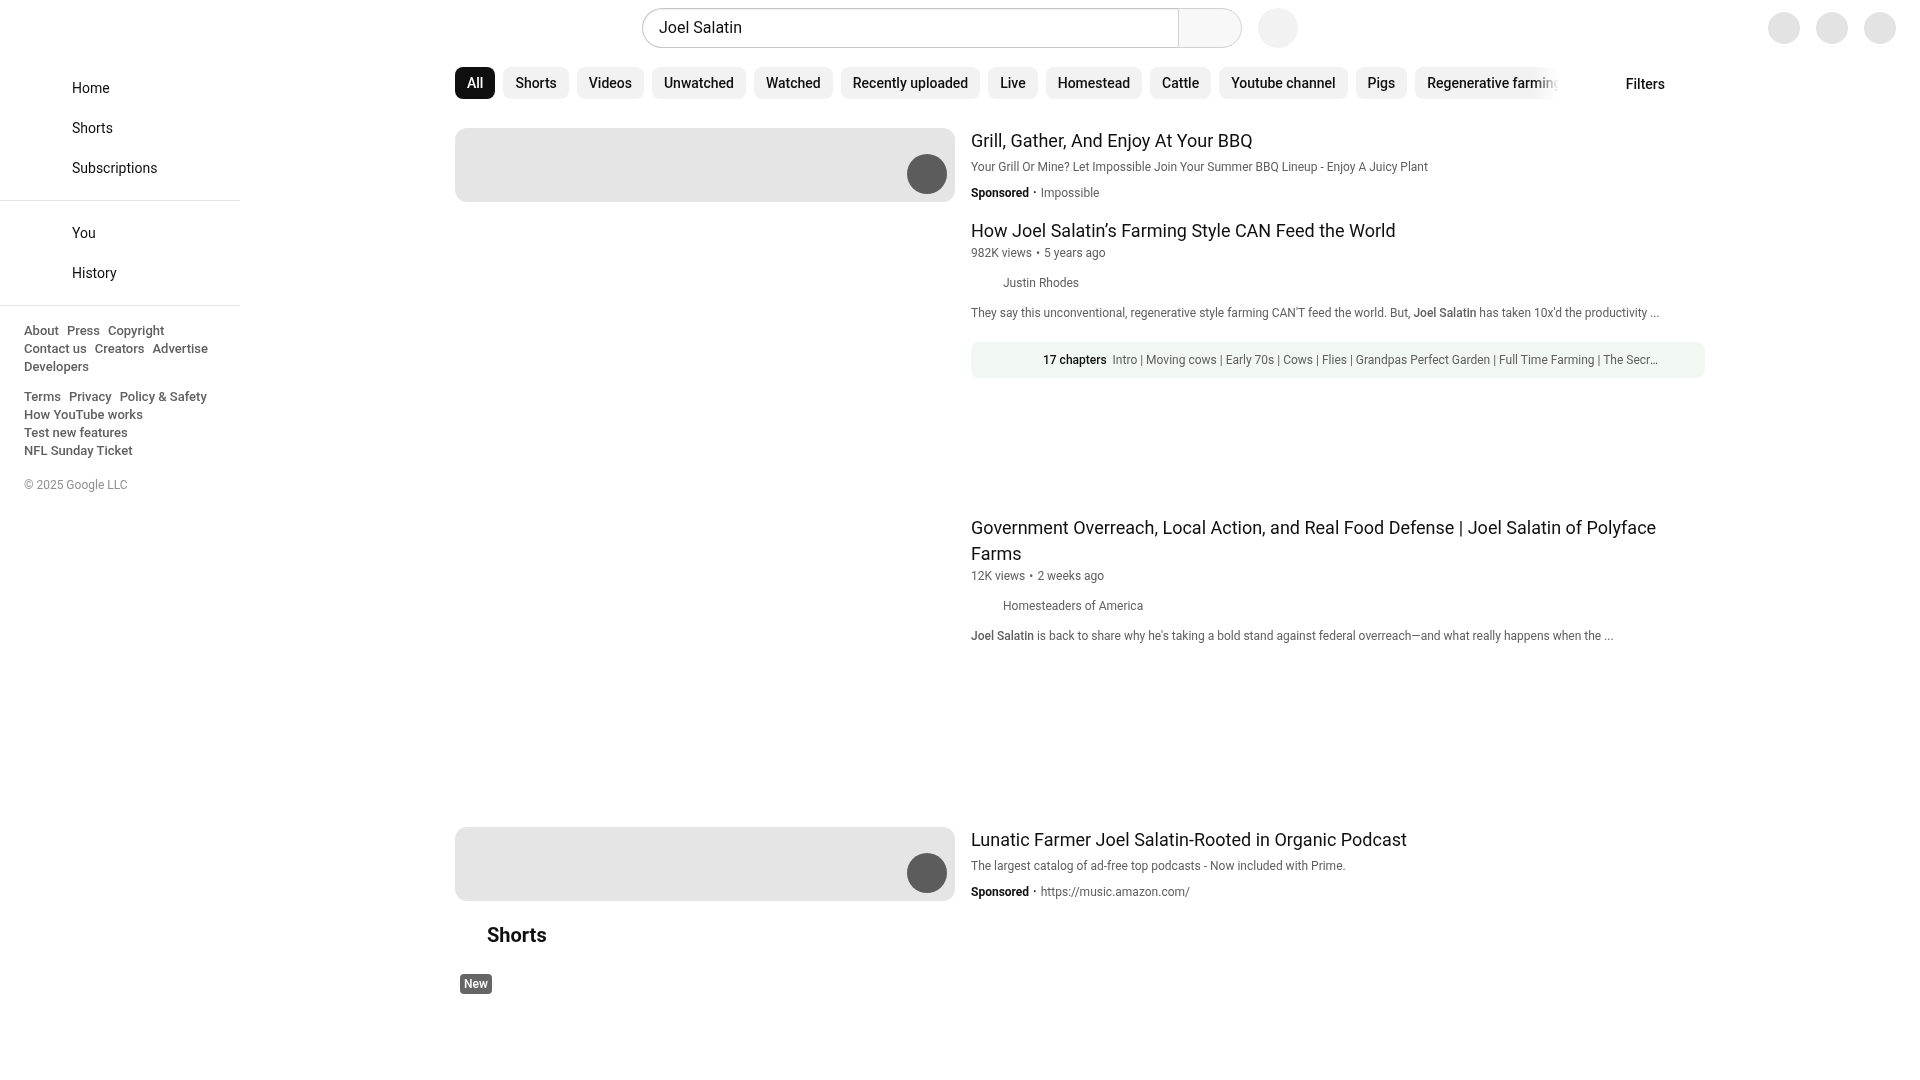 Joel Salatin
Home
Shorts
Subscriptions
You
History
About Press Copyright
Contact us Creators Advertise
Developers
Terms Privacy Policy & Safety
How YouTube works
Test new features
NFL Sunday Ticket
© 2025 Google LLC
All Shorts Videos Unwatched Watched Recently uploaded Live Homestead Cattle Youtube channel Pigs Regenerative farming Filters
Grill, Gather, And Enjoy At Your BBQ
Your Grill Or Mine? Let Impossible Join Your Summer BBQ Lineup - Enjoy A Juicy Plant
Sponsored · Impossible
How Joel Salatin’s Farming Style CAN Feed the World
982K views • 5 years ago
Justin Rhodes
They say this unconventional, regenerative style farming CAN'T feed the world. But, Joel Salatin has taken 10x'd the productivity ...
17 chapters Intro | Moving cows | Early 70s | Cows | Flies | Grandpas Perfect Garden | Full Time Farming | The Secr...
Government Overreach, Local Action, and Real Food Defense | Joel Salatin of Polyface
Farms
12K views • 2 weeks ago
Homesteaders of America
Joel Salatin is back to share why he's taking a bold stand against federal overreach—and what really happens when the ...
Lunatic Farmer Joel Salatin-Rooted in Organic Podcast
The largest catalog of ad-free top podcasts - Now included with Prime.
Sponsored · https://music.amazon.com/
Shorts
New